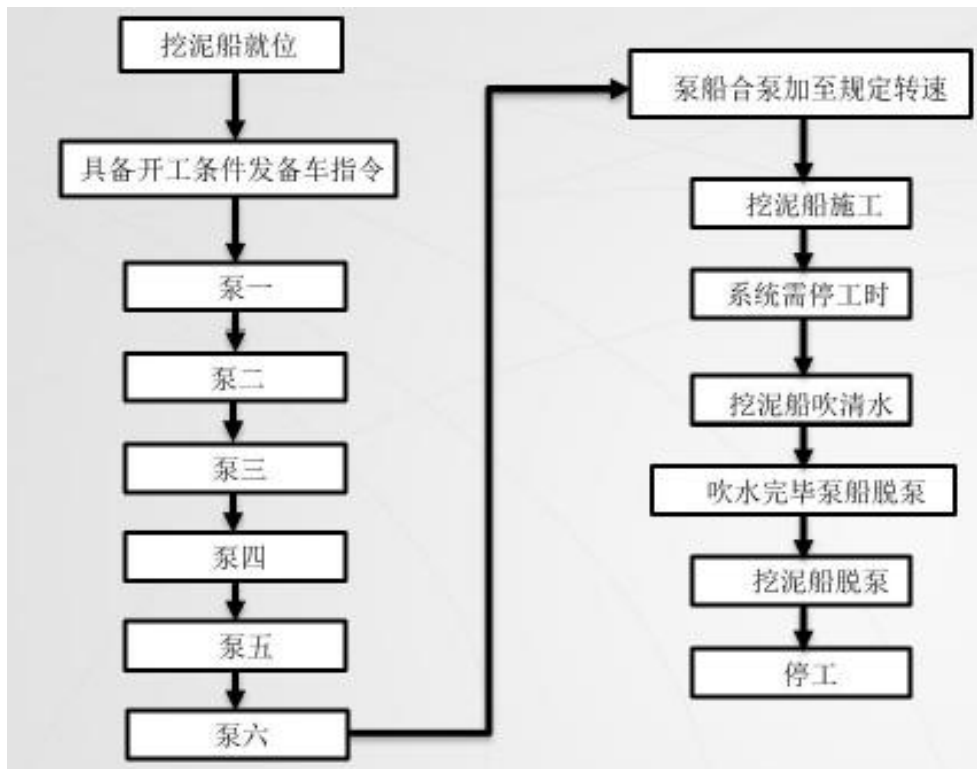 挖泥船就位
具备开工条件发备车指令
泵一
泵二
泵三
泵四
泵五
泵六
泵船合泵加至规定转速
挖泥船施工
系统需停工时
挖泥船吹清水
吹水完毕泵船脱泵
挖泥船脱泵
停工